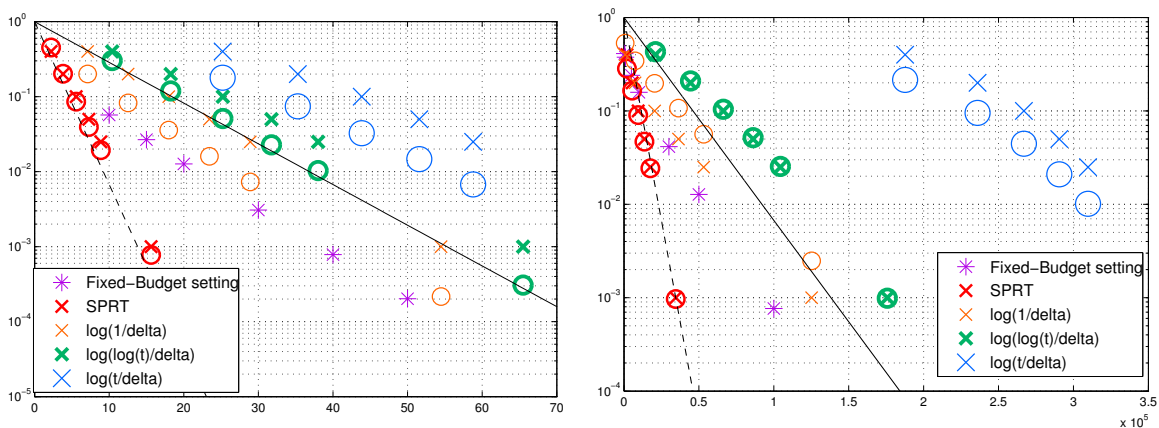 10^0
10^-1
10^-2
10^-3
10^-4
10^-5
0 10 20 30 40 50 60 70
Fixed−Budget setting
SPRT
log(1/delta)
log(log(t)/delta)
log(t/delta)
10^0
10^-1
10^-2
10^-3
10^-4
0 0.5 1 1.5 2 2.5 3 3.5
x 10^5
Fixed−Budget setting
SPRT
log(1/delta)
log(log(t)/delta)
log(t/delta)